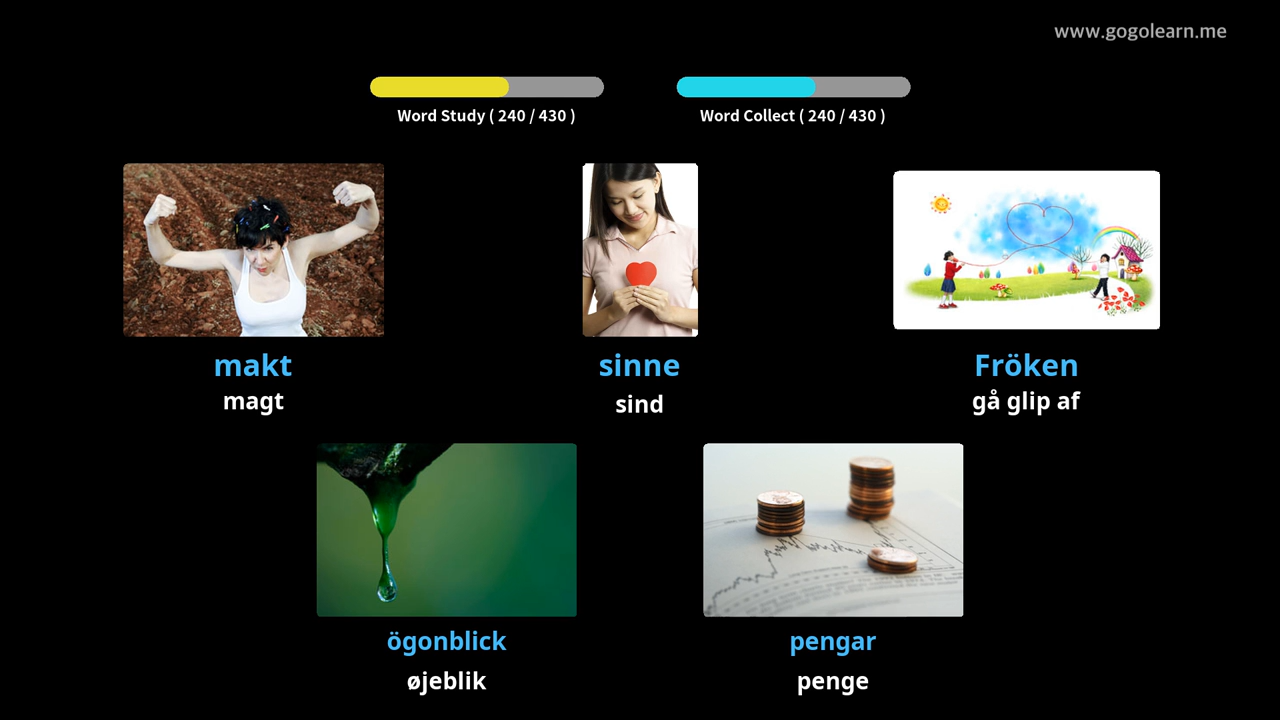 www.gogolearn.me
Word Study ( 240 / 430 )
Word Collect ( 240 / 430 )
makt
magt
sinne
sind
Fröken
gå glip af
ögonblick
øjeblik
pengar
penge